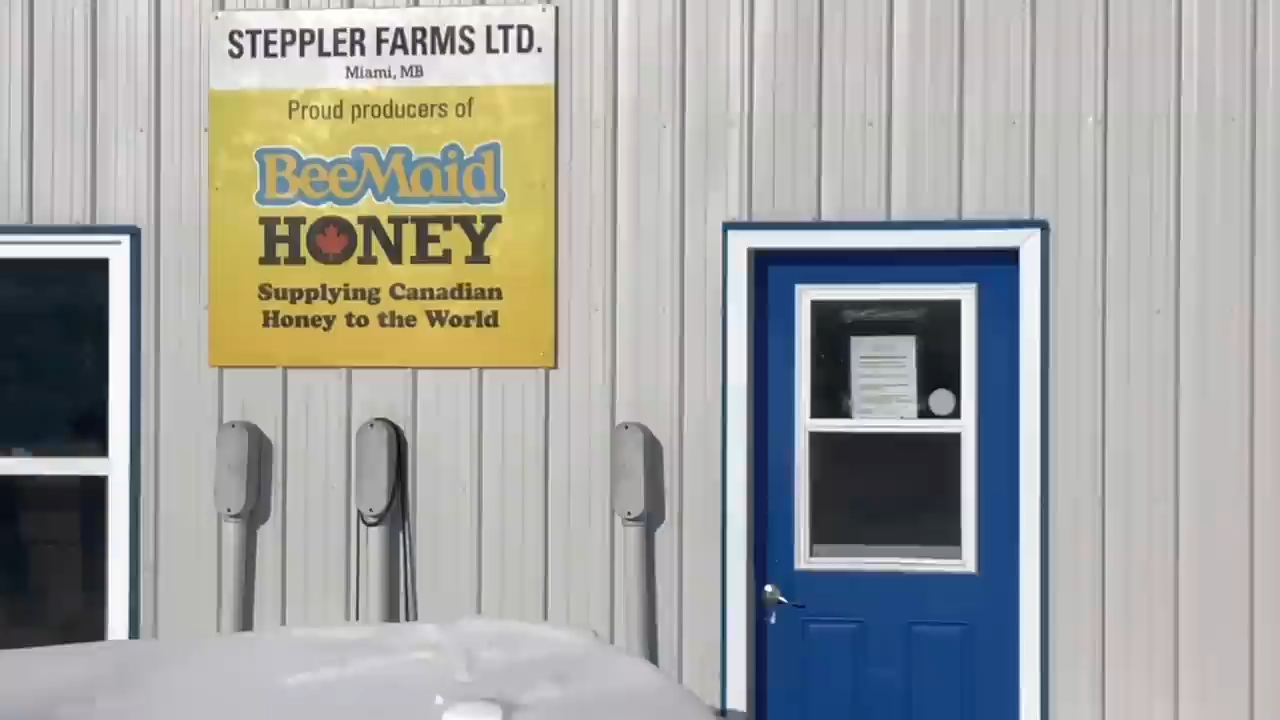 STEPPLER FARMS LTD.
Miami, MB
Proud producers of
BeeMaid
HONEY
Supplying Canadian
Honey to the World